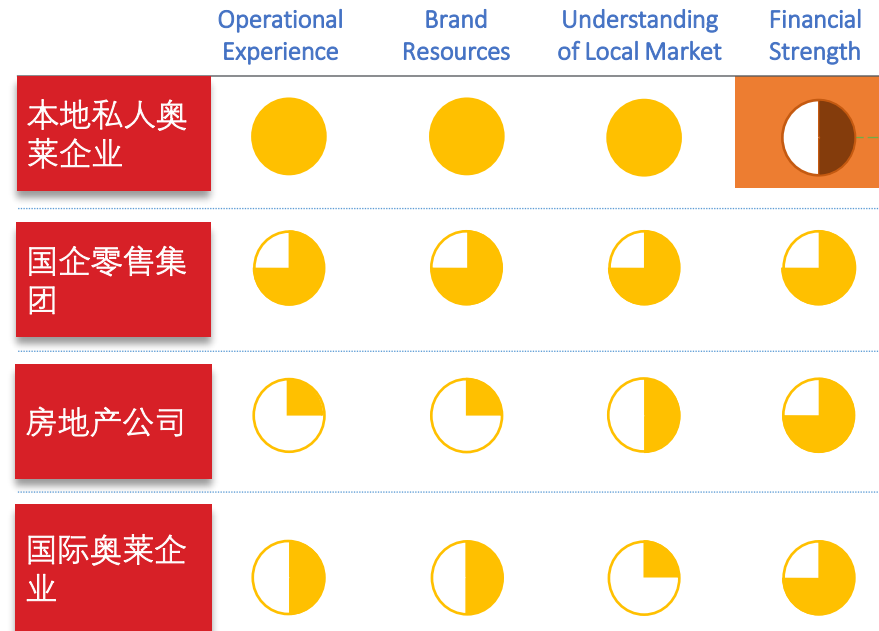 Operational
Experience
Brand
Resources
Understanding
of Local Market
Financial
Strength
本地私人奥
莱企业
国企零售集
团
房地产公司
国际奥莱企
业